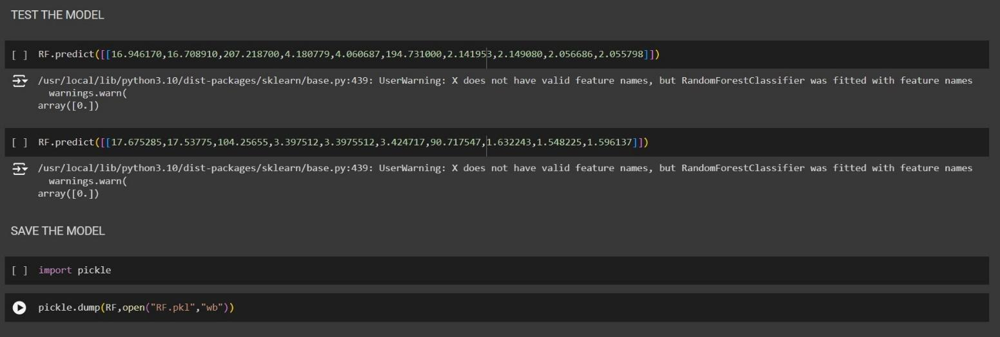 TEST THE MODEL
[ ] RF.predict([[16.946170,16.708910,207.218700,4.180779,4.060687,194.731000,2.141953,2.149080,2.056686,2.055798]])
/usr/local/lib/python3.10/dist-packages/sklearn/base.py:439: UserWarning: X does not have valid feature names, but RandomForestClassifier was fitted with feature names
  warnings.warn(
array([0.])
[ ] RF.predict([[17.675285,17.53775,104.25655,3.397512,3.3975512,3.424717,90.717547,1.632243,1.548225,1.596137]])
/usr/local/lib/python3.10/dist-packages/sklearn/base.py:439: UserWarning: X does not have valid feature names, but RandomForestClassifier was fitted with feature names
  warnings.warn(
array([0.])
SAVE THE MODEL
[ ] import pickle
pickle.dump(RF,open("RF.pkl","wb"))